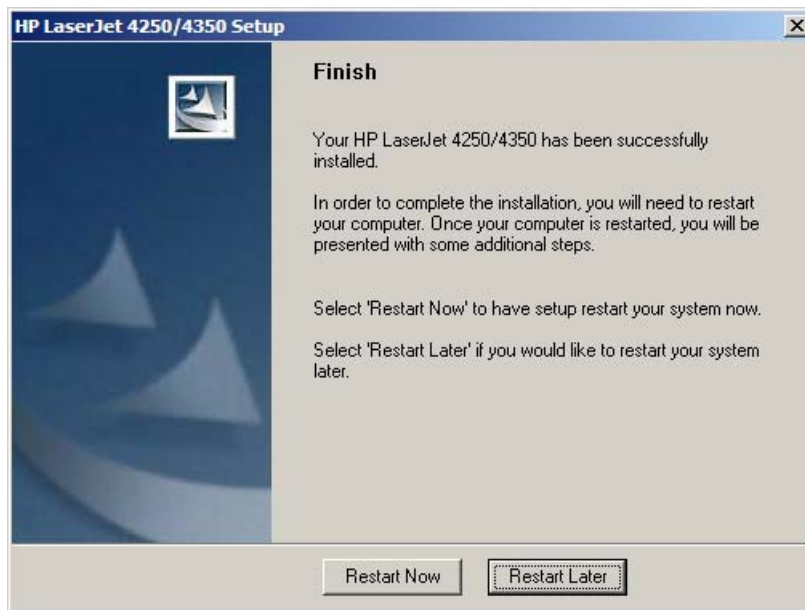 HP LaserJet 4250/4350 Setup
Finish
Your HP LaserJet 4250/4350 has been successfully
installed.
In order to complete the installation, you will need to restart
your computer. Once your computer is restarted, you will be
presented with some additional steps.
Select 'Restart Now' to have setup restart your system now.
Select 'Restart Later' if you would like to restart your system
later.
Restart Now
Restart Later